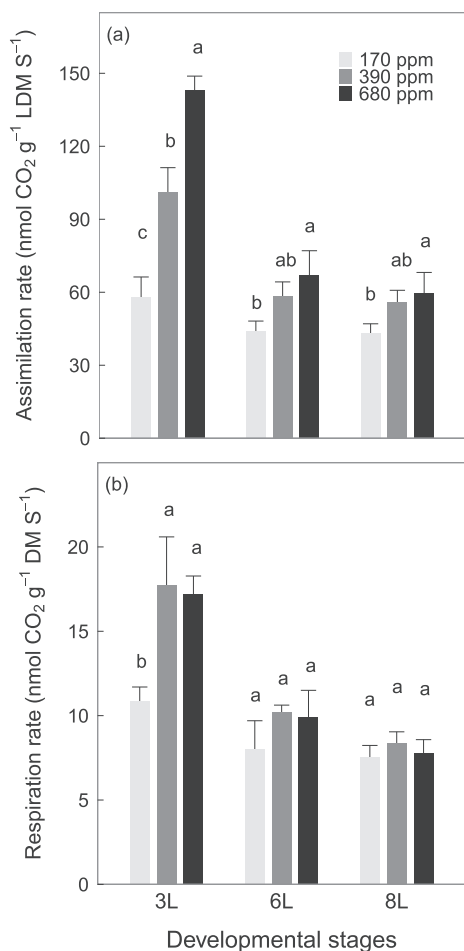 (a)
a
170 ppm
390 ppm
680 ppm
150
b
120
c
a
a
90
ab
ab
b
b
60
30
0
Assimilation rate (nmol CO₂ g⁻¹ LDM S⁻¹)
(b)
a
a
20
b
15
a
a
a
a
a
a
10
5
0
Respiration rate (nmol CO₂ g⁻¹ DM S⁻¹)
3L 6L 8L
Developmental stages